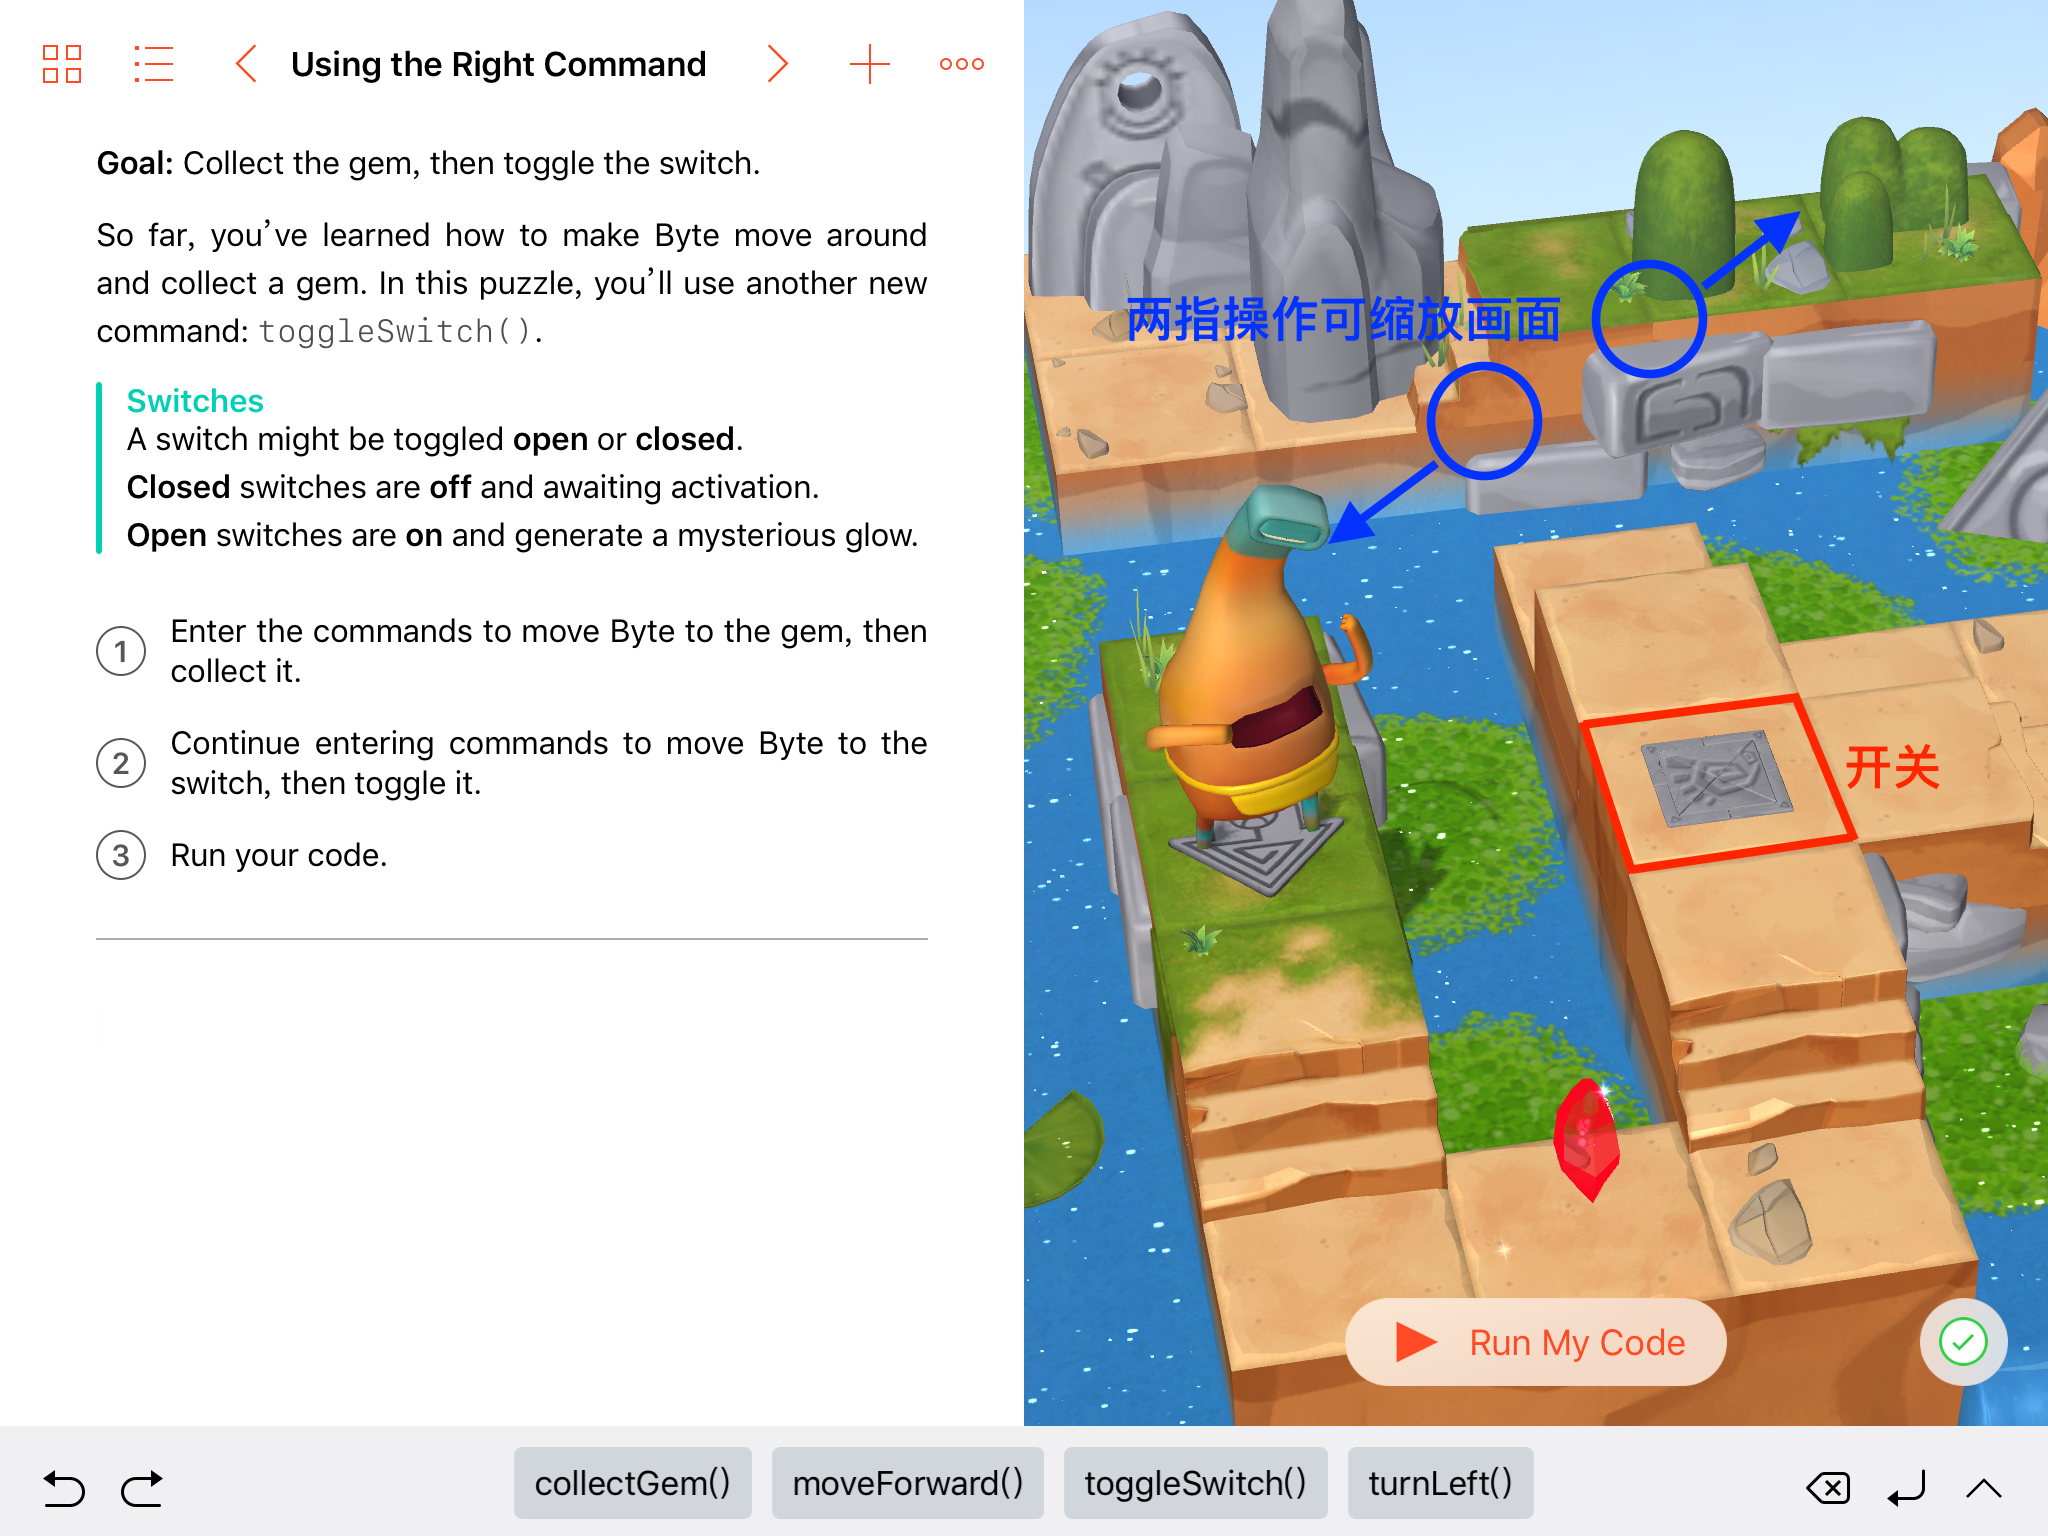 Using the Right Command
Goal: Collect the gem, then toggle the switch.
So far, you’ve learned how to make Byte move around
and collect a gem. In this puzzle, you’ll use another new
command: toggleSwitch().
Switches
A switch might be toggled open or closed.
Closed switches are off and awaiting activation.
Open switches are on and generate a mysterious glow.
1 Enter the commands to move Byte to the gem, then
collect it.
2 Continue entering commands to move Byte to the
switch, then toggle it.
3 Run your code.
两指操作可缩放画面
开关
Run My Code
collectGem()
moveForward()
toggleSwitch()
turnLeft()